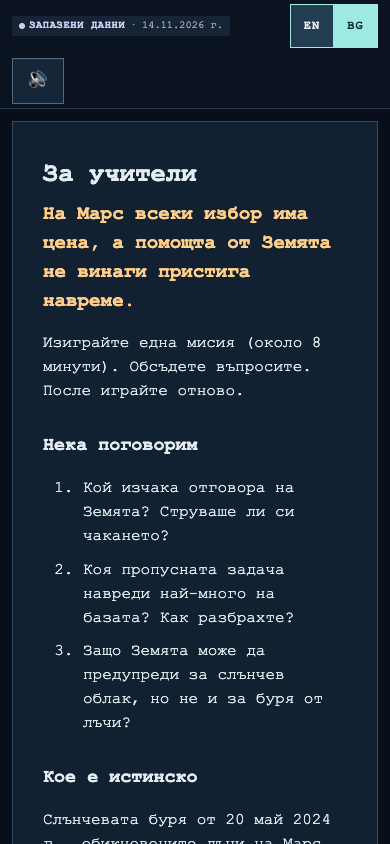 ЗАПАЗЕНИ ДАННИ · 14.11.2026 г.
EN BG
За учители
На Марс всеки избор има
цена, а помощта от Земята
не винаги пристига
навреме.
Изиграйте една мисия (около 8
минути). Обсъдете въпросите.
После играйте отново.
Нека поговорим
1. Кой изчака отговора на
Земята? Струваше ли си
чакането?
2. Коя пропусната задача
навреди най-много на
базата? Как разбрахте?
3. Защо Земята може да
предупреди за слънчев
облак, но не и за буря от
лъчи?
Кое е истинско
Слънчевата буря от 20 май 2024
г., обикновените лъчи на Марс